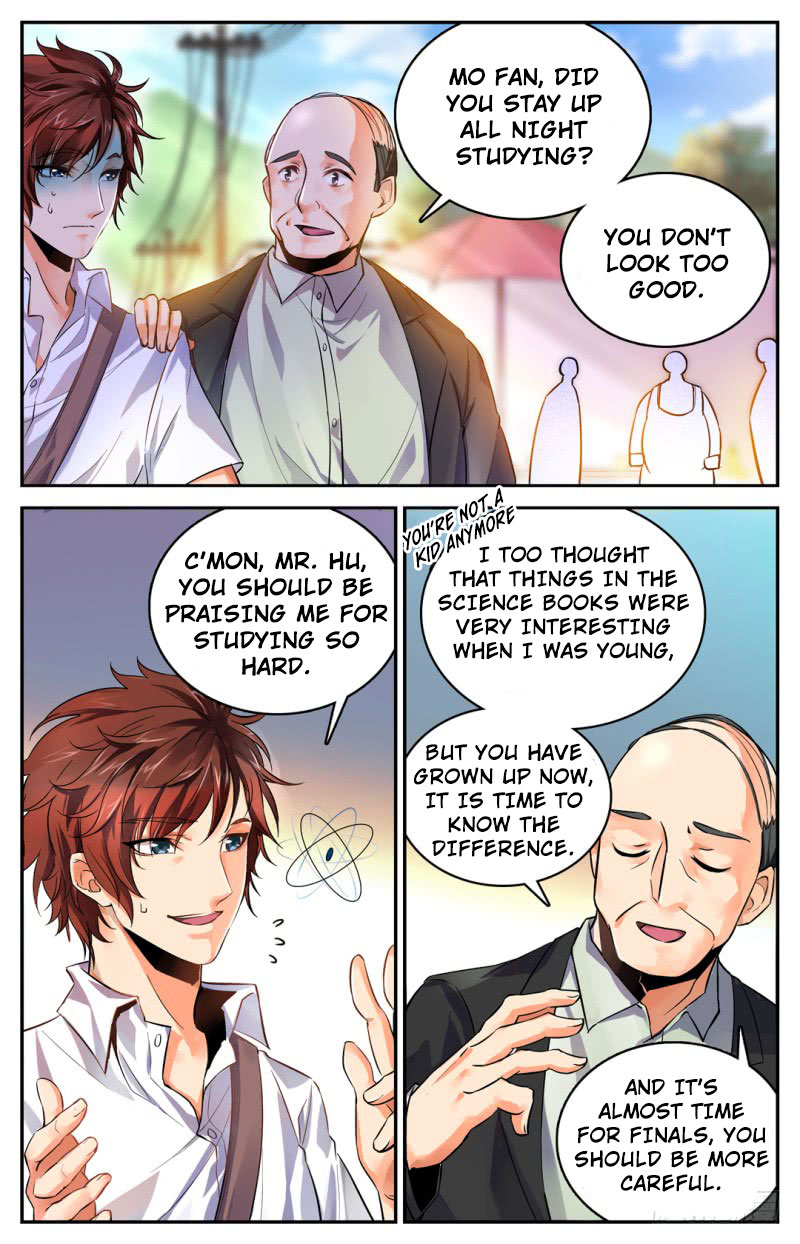 MO FAN, DID
YOU STAY UP
ALL NIGHT
STUDYING?
YOU DON'T
LOOK TOO
GOOD.
C'MON, MR. HU,
YOU SHOULD BE
PRAISING ME FOR
STUDYING SO
HARD.
YOU'RE NOT A
KID ANYMORE
I TOO THOUGHT
THAT THINGS IN THE
SCIENCE BOOKS WERE
VERY INTERESTING
WHEN I WAS YOUNG,
BUT YOU HAVE
GROWN UP NOW,
IT IS TIME TO
KNOW THE
DIFFERENCE.
AND IT'S
ALMOST TIME
FOR FINALS, YOU
SHOULD BE MORE
CAREFUL.